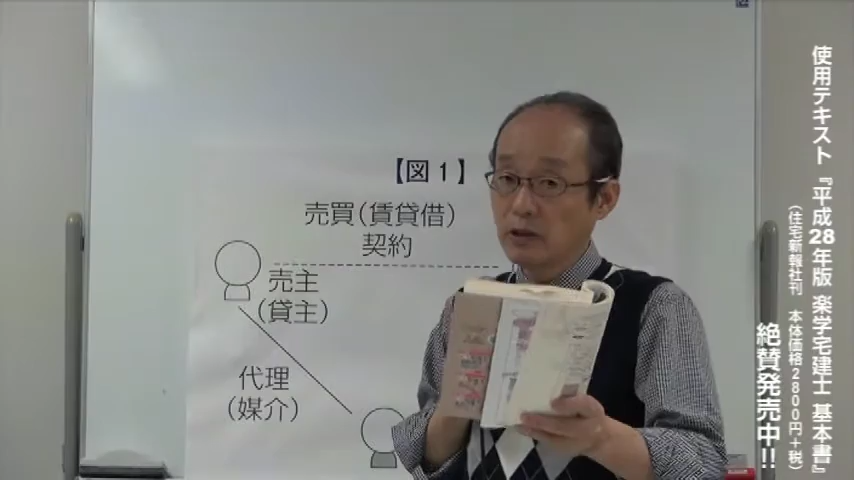 【図1】
売買(賃貸借)
契約
売主
(貸主)
代理
(媒介)
使用テキスト『平成28年版 楽学宅建士 基本書』
(住宅新報社刊 本体価格2800円+税)
絶賛発売中!!